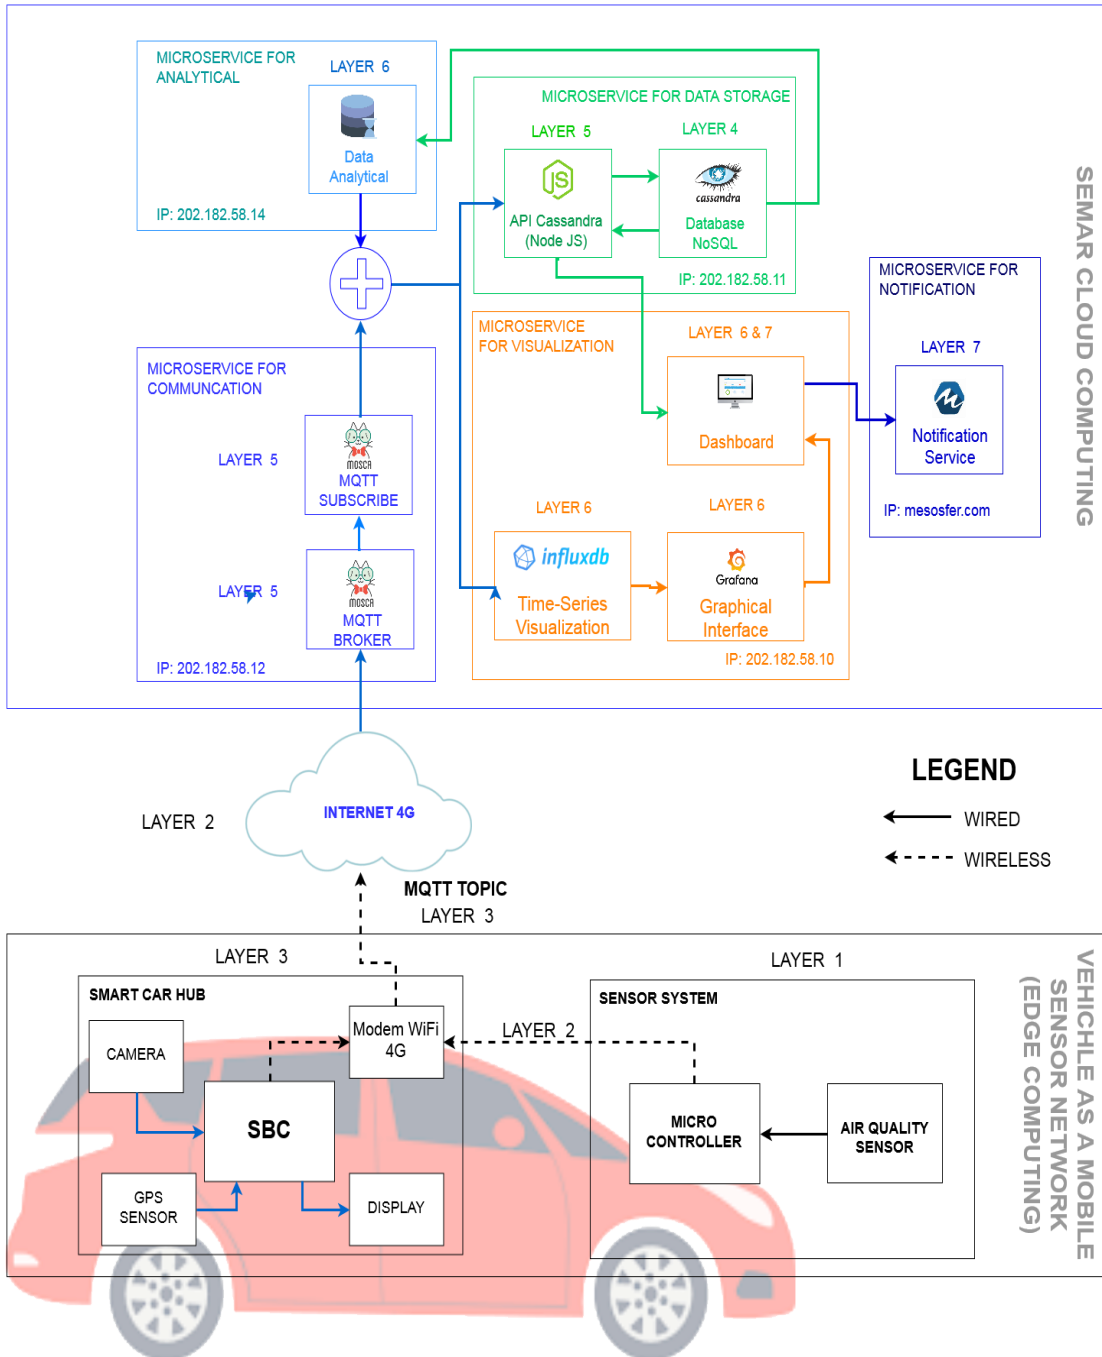 MICROSERVICE FOR
ANALYTICAL
LAYER 6
Data
Analytical
IP: 202.182.58.14
MICROSERVICE FOR DATA STORAGE
LAYER 5
LAYER 4
JS
API Cassandra
(Node JS)
cassandra
Database
NoSQL
IP: 202.182.58.11
MICROSERVICE FOR
NOTIFICATION
LAYER 7
Notification
Service
IP: mesosfer.com
SEMAR CLOUD COMPUTING
MICROSERVICE
FOR VISUALIZATION
LAYER 6 & 7
Dashboard
LAYER 6
influxdb
Time-Series
Visualization
LAYER 6
Grafana
Graphical
Interface
IP: 202.182.58.10
MICROSERVICE FOR
COMMUNCATION
LAYER 5
MOSCA
MQTT
SUBSCRIBE
LAYER 5
MOSCA
MQTT
BROKER
IP: 202.182.58.12
INTERNET 4G
LAYER 2
LEGEND
WIRED
WIRELESS
MQTT TOPIC
LAYER 3
LAYER 3
SMART CAR HUB
CAMERA
Modem WiFi
4G
SBC
GPS
SENSOR
DISPLAY
LAYER 2
LAYER 1
SENSOR SYSTEM
MICRO
CONTROLLER
AIR QUALITY
SENSOR
VEHICHLE AS A MOBILE
SENSOR NETWORK
(EDGE COMPUTING)